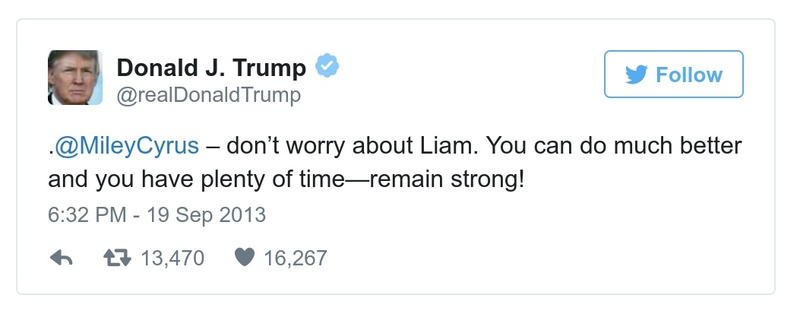 Donald J. Trump
@realDonaldTrump
Follow
.@MileyCyrus – don’t worry about Liam. You can do much better
and you have plenty of time—remain strong!
6:32 PM - 19 Sep 2013
13,470 16,267